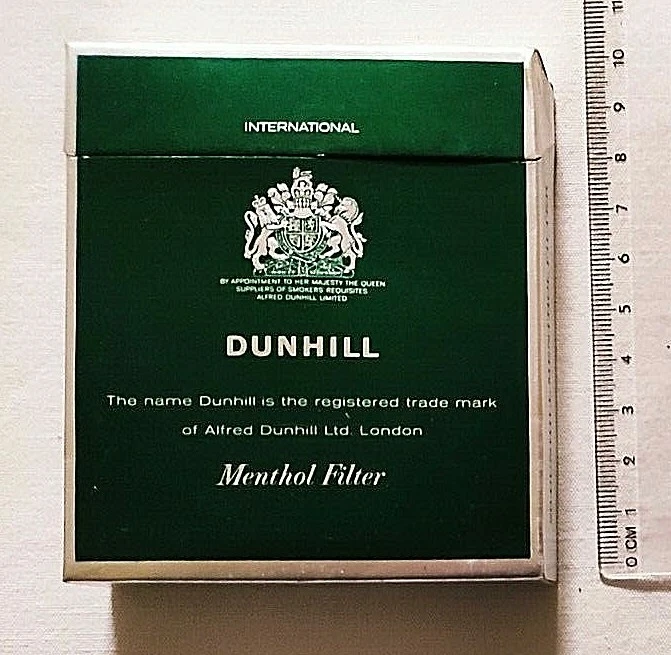 INTERNATIONAL
BY APPOINTMENT TO HER MAJESTY THE QUEEN
SUPPLIERS OF SMOKERS REQUISITES
ALFRED DUNHILL LIMITED
DUNHILL
The name Dunhill is the registered trade mark
of Alfred Dunhill Ltd. London
Menthol Filter
11
10
9
8
7
6
5
4
3
2
1
0 CM